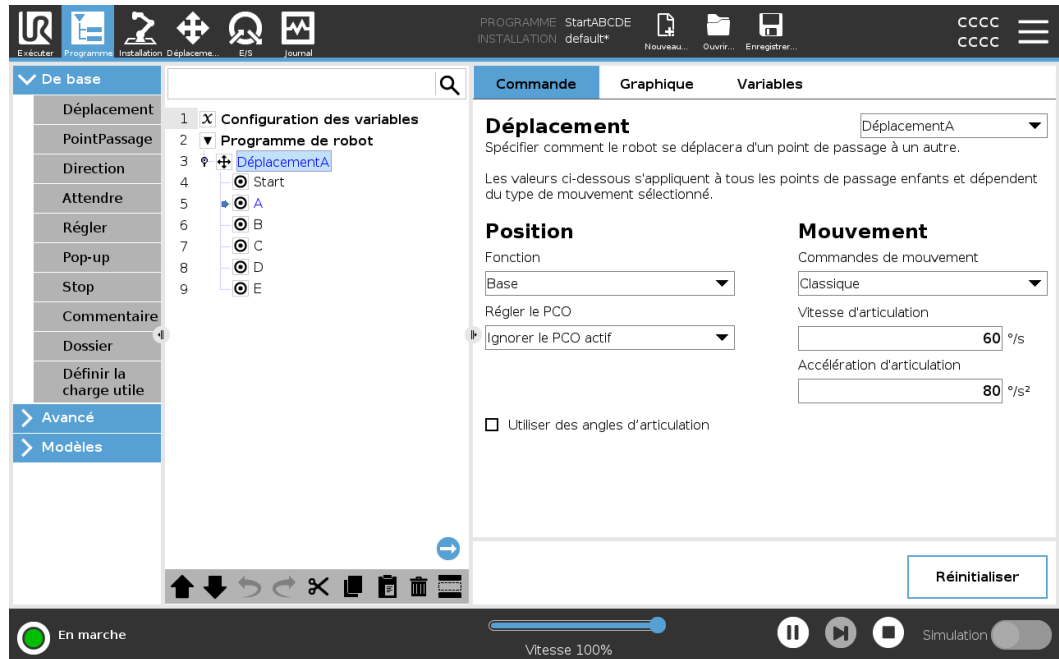 PROGRAMME StartABCDE
INSTALLATION default*
CCCC
CCCC
Exécuter
Programme
Installation
Déplaceme...
E/S
Journal
Nouveau...
Ouvrir...
Enregistrer...
De base
Déplacement
PointPassage
Direction
Attendre
Régler
Pop-up
Stop
Commentaire
Dossier
Définir la
charge utile
Avancé
Modèles
1 X Configuration des variables
2 Programme de robot
3 DéplacementA
4 Start
5 A
6 B
7 C
8 D
9 E
Commande
Graphique
Variables
Déplacement
DéplacementA
Spécifier comment le robot se déplacera d'un point de passage à un autre.
Les valeurs ci-dessous s'appliquent à tous les points de passage enfants et dépendent
du type de mouvement sélectionné.
Position
Fonction
Base
Régler le PCO
Ignorer le PCO actif
Utiliser des angles d'articulation
Mouvement
Commandes de mouvement
Classique
Vitesse d'articulation
60 °/s
Accélération d'articulation
80 °/s²
Réinitialiser
En marche
Vitesse 100%
Simulation